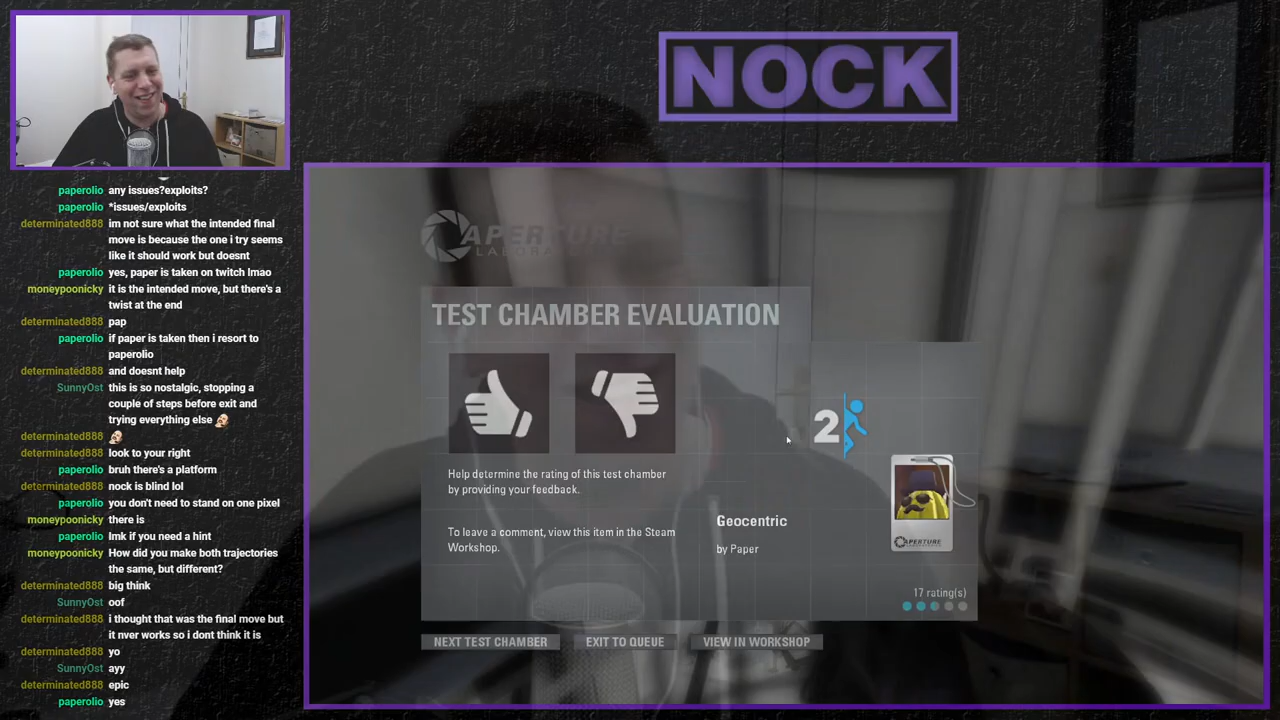 NOCK
paperolio any issues?exploits?
paperolio *issues/exploits
determinated888 im not sure what the intended final
move is because the one i try seems
like it should work but doesnt
paperolio yes, paper is taken on twitch lmao
moneypoonicky it is the intended move, but there's a
twist at the end
determinated888 pap
paperolio if paper is taken then i resort to
paperolio
determinated888 and doesnt help
SunnyOst this is so nostalgic, stopping a
couple of steps before exit and
trying everything else
determinated888
determinated888 look to your right
paperolio bruh there's a platform
determinated888 nock is blind lol
paperolio you don't need to stand on one pixel
moneypoonicky there is
paperolio lmk if you need a hint
moneypoonicky How did you make both trajectories
the same, but different?
determinated888 big think
SunnyOst oof
determinated888 i thought that was the final move but
it nver works so i dont think it is
determinated888 yo
SunnyOst ayy
determinated888 epic
paperolio yes
APERTURE
LABORATORIES
TEST CHAMBER EVALUATION
Help determine the rating of this test chamber
by providing your feedback.
To leave a comment, view this item in the Steam
Workshop.
2
Geocentric
by Paper
APERTURE
17 rating(s)
NEXT TEST CHAMBER
EXIT TO QUEUE
VIEW IN WORKSHOP